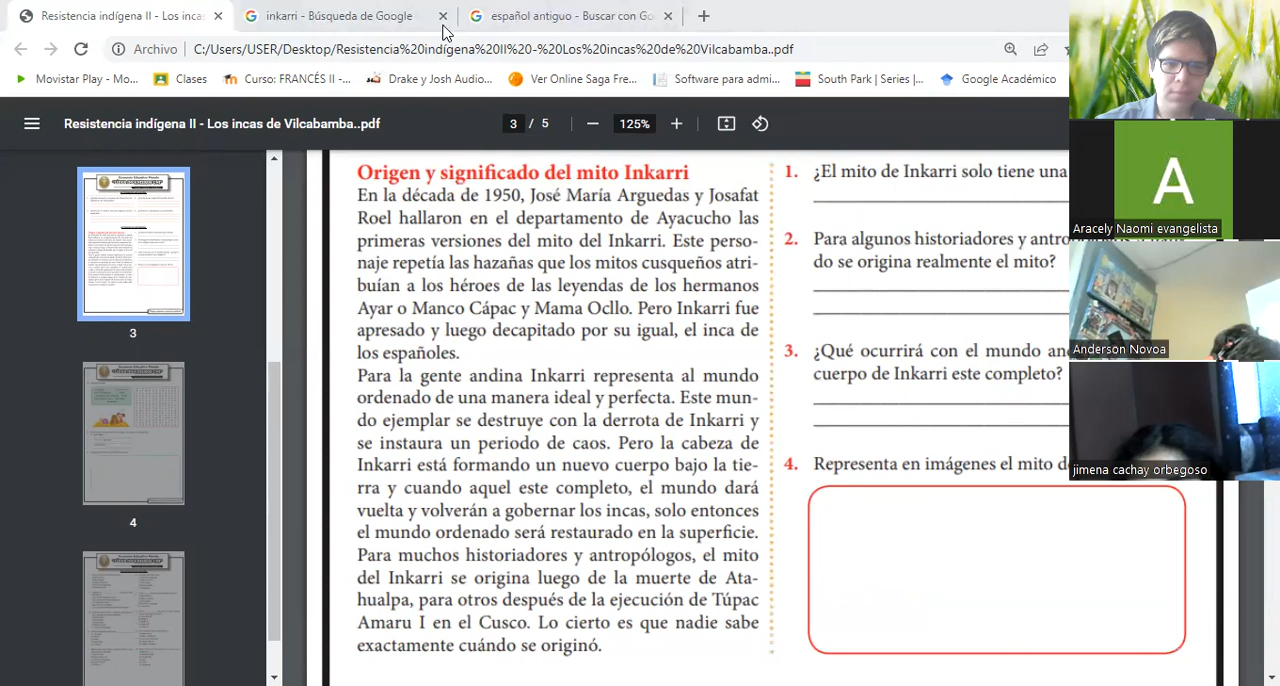 Resistencia indígena II - Los incas
inkarri - Búsqueda de Google
español antiguo - Buscar con Go
Archivo
C:/Users/USER/Desktop/Resistencia%20indígena%20II%20-%20Los%20incas%20de%20Vilcabamba..pdf
Movistar Play - Mo...
Clases
Curso: FRANCÉS II -...
Drake y Josh Audio...
Ver Online Saga Fre...
Software para admi...
South Park | Series |...
Google Académico
Resistencia indígena II - Los incas de Vilcabamba..pdf
3 / 5
125%
3
4
Origen y significado del mito Inkarri
En la década de 1950, José María Arguedas y Josafat
Roel hallaron en el departamento de Ayacucho las
primeras versiones del mito del Inkarri. Este perso-
naje repetía las hazañas que los mitos cusqueños atri-
buían a los héroes de las leyendas de los hermanos
Ayar o Manco Cápac y Mama Ocllo. Pero Inkarri fue
apresado y luego decapitado por su igual, el inca de
los españoles.
Para la gente andina Inkarri representa al mundo
ordenado de una manera ideal y perfecta. Este mun-
do ejemplar se destruye con la derrota de Inkarri y
se instaura un periodo de caos. Pero la cabeza de
Inkarri está formando un nuevo cuerpo bajo la tie-
rra y cuando aquel este completo, el mundo dará
vuelta y volverán a gobernar los incas, solo entonces
el mundo ordenado será restaurado en la superficie.
Para muchos historiadores y antropólogos, el mito
del Inkarri se origina luego de la muerte de Ata-
hualpa, para otros después de la ejecución de Túpac
Amaru I en el Cusco. Lo cierto es que nadie sabe
exactamente cuándo se originó.
1. ¿El mito de Inkarri solo tiene una
2. Para algunos historiadores y antro
do se origina realmente el mito?
3. ¿Qué ocurrirá con el mundo an
cuerpo de Inkarri este completo?
4. Representa en imágenes el mito d
A
Aracely Naomi evangelista
Anderson Novoa
jimena cachay orbegoso